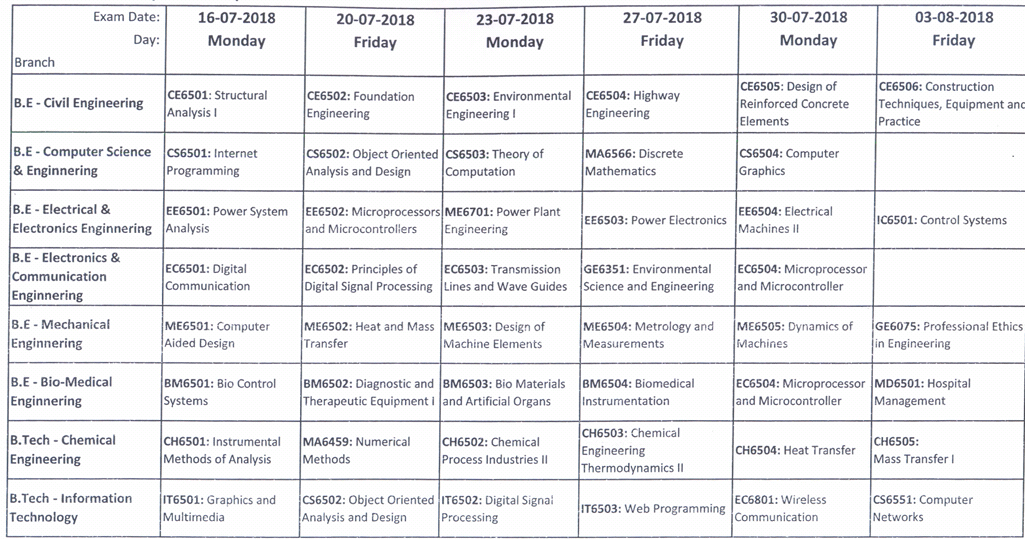 Exam Date: 16-07-2018 20-07-2018 23-07-2018 27-07-2018 30-07-2018 03-08-2018
Day: Monday Friday Monday Friday Monday Friday
Branch
B.E - Civil Engineering
CE6501: Structural
Analysis I
CE6502: Foundation
Engineering
CE6503: Environmental
Engineering I
CE6504: Highway
Engineering
CE6505: Design of
Reinforced Concrete
Elements
CE6506: Construction
Techniques, Equipment and
Practice
B.E - Computer Science
& Enginnering
CS6501: Internet
Programming
CS6502: Object Oriented
Analysis and Design
CS6503: Theory of
Computation
MA6566: Discrete
Mathematics
CS6504: Computer
Graphics
B.E - Electrical &
Electronics Enginnering
EE6501: Power System
Analysis
EE6502: Microprocessors
and Microcontrollers
ME6701: Power Plant
Engineering
EE6503: Power Electronics
EE6504: Electrical
Machines II
IC6501: Control Systems
B.E - Electronics &
Communication
Enginnering
EC6501: Digital
Communication
EC6502: Principles of
Digital Signal Processing
EC6503: Transmission
Lines and Wave Guides
GE6351: Environmental
Science and Engineering
EC6504: Microprocessor
and Microcontroller
B.E - Mechanical
Enginnering
ME6501: Computer
Aided Design
ME6502: Heat and Mass
Transfer
ME6503: Design of
Machine Elements
ME6504: Metrology and
Measurements
ME6505: Dynamics of
Machines
GE6075: Professional Ethics
in Engineering
B.E - Bio-Medical
Enginnering
BM6501: Bio Control
Systems
BM6502: Diagnostic and
Therapeutic Equipment I
BM6503: Bio Materials
and Artificial Organs
BM6504: Biomedical
Instrumentation
EC6504: Microprocessor
and Microcontroller
MD6501: Hospital
Management
B.Tech - Chemical
Engineering
CH6501: Instrumental
Methods of Analysis
MA6459: Numerical
Methods
CH6502: Chemical
Process Industries II
CH6503: Chemical
Engineering
Thermodynamics II
CH6504: Heat Transfer
CH6505:
Mass Transfer I
B.Tech - Information
Technology
IT6501: Graphics and
Multimedia
CS6502: Object Oriented
Analysis and Design
IT6502: Digital Signal
Processing
IT6503: Web Programming
EC6801: Wireless
Communication
CS6551: Computer
Networks